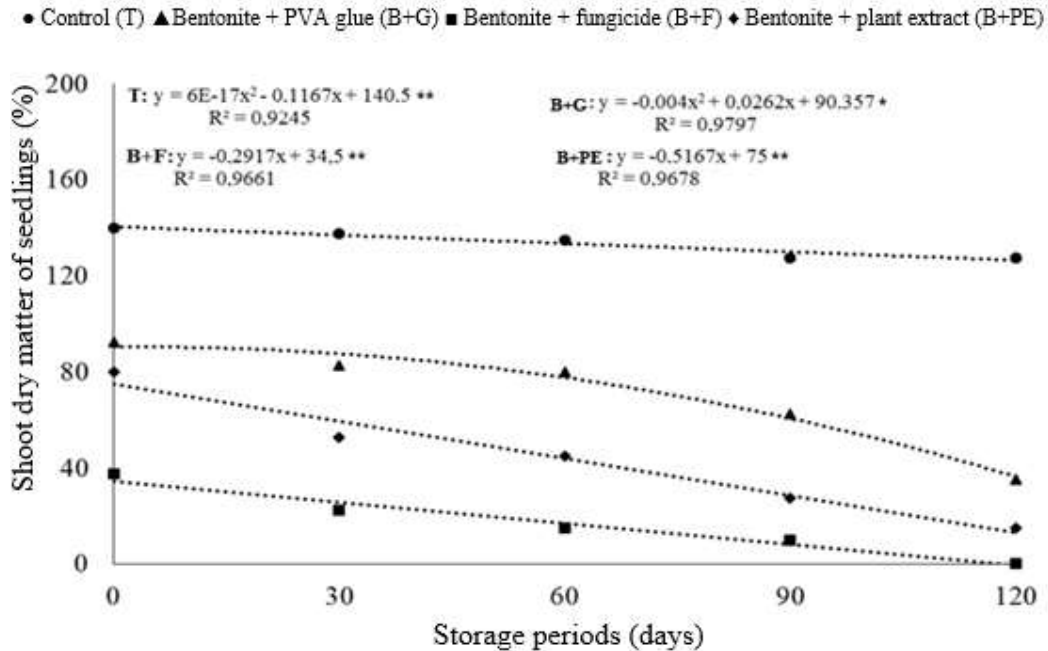 ● Control (T) ▲Bentonite + PVA glue (B+G) ■ Bentonite + fungicide (B+F) ◆ Bentonite + plant extract (B+PE)
T: y = 6E-17x² - 0.1167x + 140.5 **
R² = 0.9245
B+G: y = -0.004x² + 0.0262x + 90.357 *
R² = 0.9797
B+F: y = -0.2917x + 34.5 **
R² = 0.9661
B+PE: y = -0.5167x + 75 **
R² = 0.9678
Shoot dry matter of seedlings (%)
200
160
120
80
40
0
0 30 60 90 120
Storage periods (days)